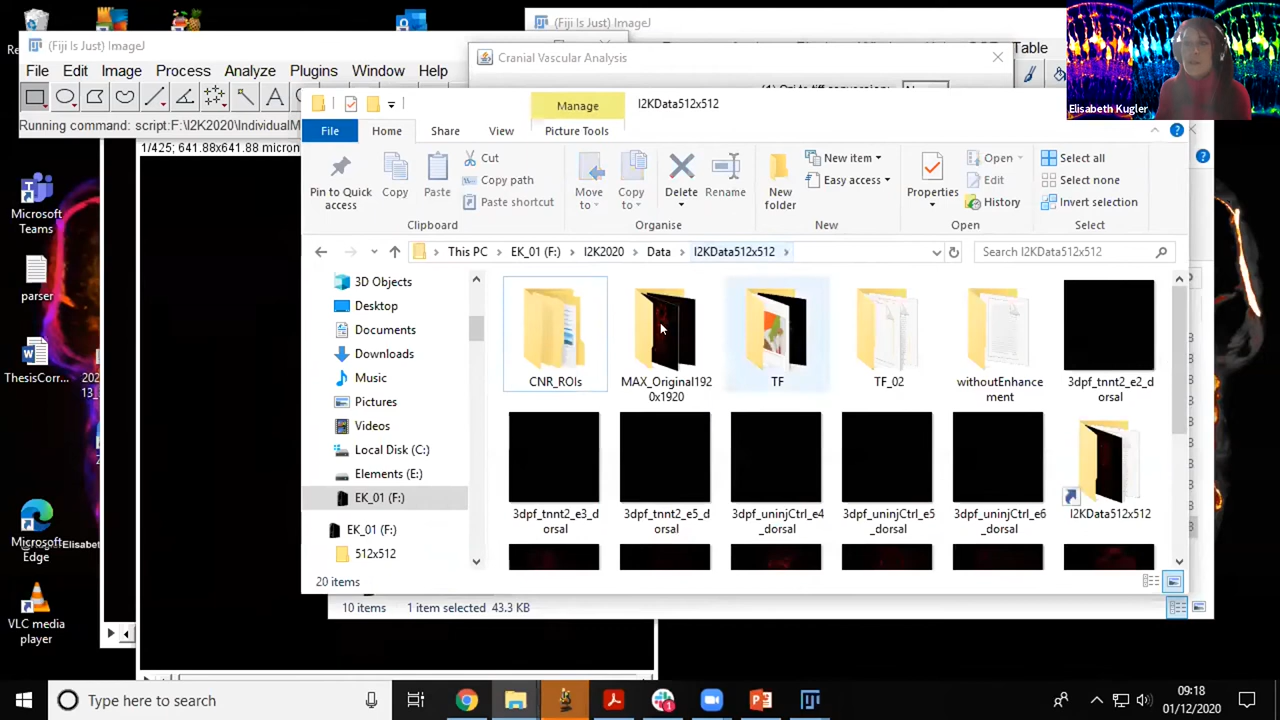 Re
(Fiji Is Just) ImageJ
(Fiji Is Just) ImageJ
File Edit Image Process Analyze Plugins Window Help
Cranial Vascular Analysis
Table
Running command: script:F:\I2K2020\IndividualM
1/425; 641.88x641.88 micron
Elisabeth Kugler
Manage
I2KData512x512
File Home Share View Picture Tools
Pin to Quick
access
Copy
Paste
Cut
Copy path
Paste shortcut
Clipboard
Move
to
Copy
to
Delete
Rename
Organise
New
folder
New item
Easy access
New
Properties
Open
Edit
History
Open
Select all
Select none
Invert selection
Select
This PC > EK_01 (F:) > I2K2020 > Data > I2KData512x512 >
Search I2KData512x512
3D Objects
Desktop
Documents
Downloads
Music
Pictures
Videos
Local Disk (C:)
Elements (E:)
EK_01 (F:)
EK_01 (F:)
512x512
CNR_ROIs
MAX_Original192
0x1920
TF
TF_02
withoutEnhance
ment
3dpf_tnnt2_e2_d
orsal
3dpf_tnnt2_e3_d
orsal
3dpf_tnnt2_e5_d
orsal
3dpf_uninjCtrl_e4
_dorsal
3dpf_uninjCtrl_e5
_dorsal
3dpf_uninjCtrl_e6
_dorsal
I2KData512x512
20 items
10 items 1 item selected 43.3 KB
Microsoft
Teams
parser
ThesisCorr...
Microsoft
Edge
Elisabeth
VLC media
player
Type here to search
09:18
01/12/2020